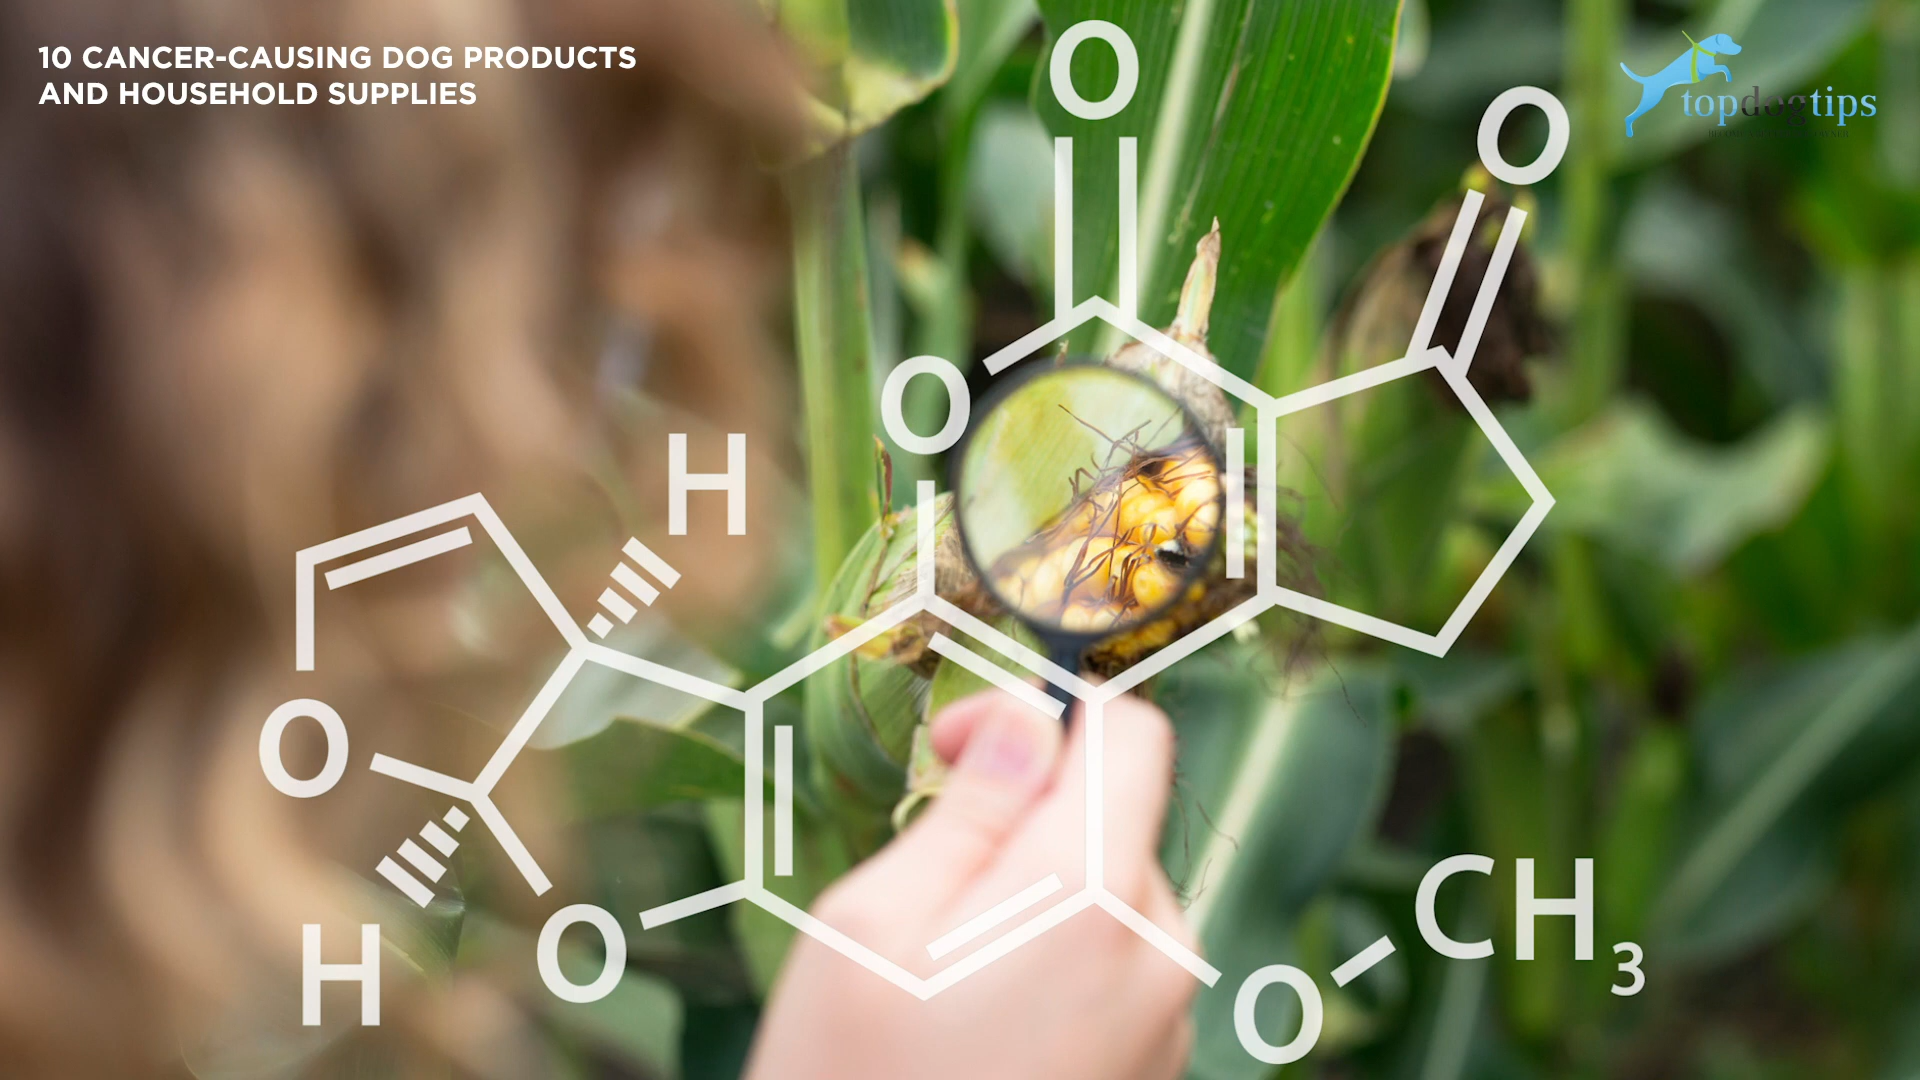 10 CANCER-CAUSING DOG PRODUCTS
AND HOUSEHOLD SUPPLIES
topdogtips
O
O
O
H
O
H
O
CH3
O